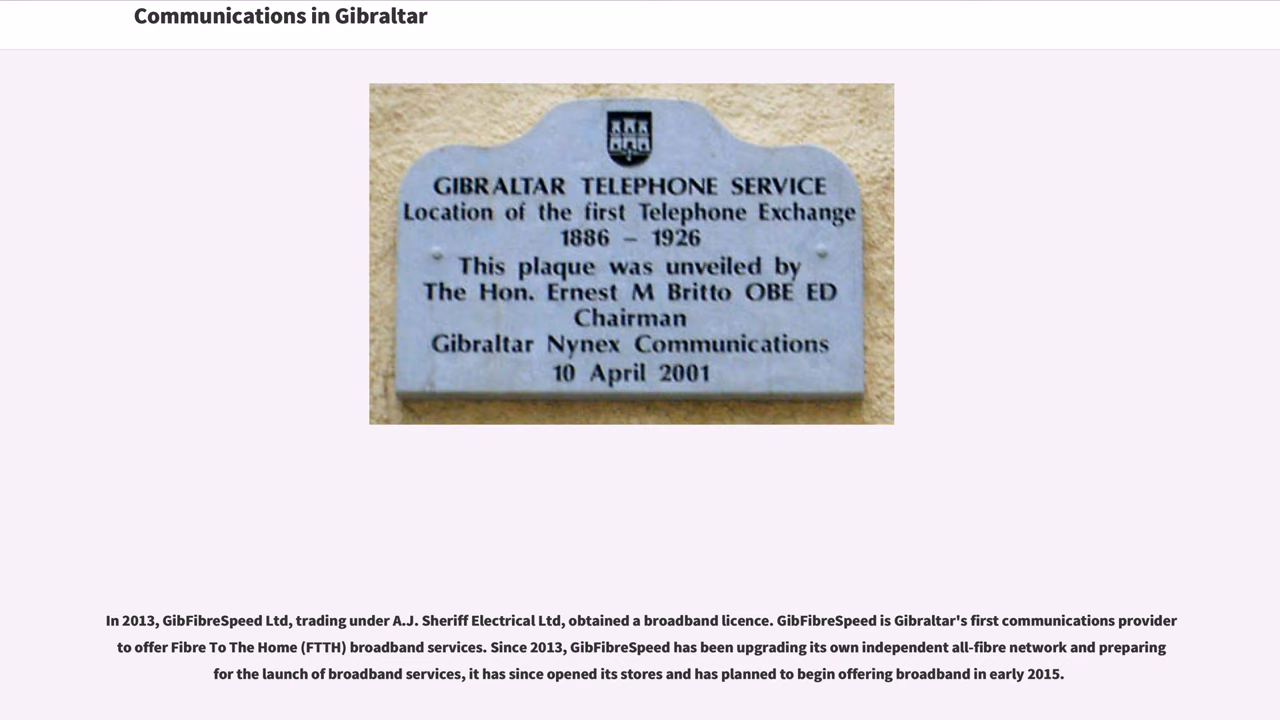 Communications in Gibraltar
GIBRALTAR TELEPHONE SERVICE
Location of the first Telephone Exchange
1886 – 1926
This plaque was unveiled by
The Hon. Ernest M Britto OBE ED
Chairman
Gibraltar Nynex Communications
10 April 2001
In 2013, GibFibreSpeed Ltd, trading under A.J. Sheriff Electrical Ltd, obtained a broadband licence. GibFibreSpeed is Gibraltar's first communications provider
to offer Fibre To The Home (FTTH) broadband services. Since 2013, GibFibreSpeed has been upgrading its own independent all-fibre network and preparing
for the launch of broadband services, it has since opened its stores and has planned to begin offering broadband in early 2015.